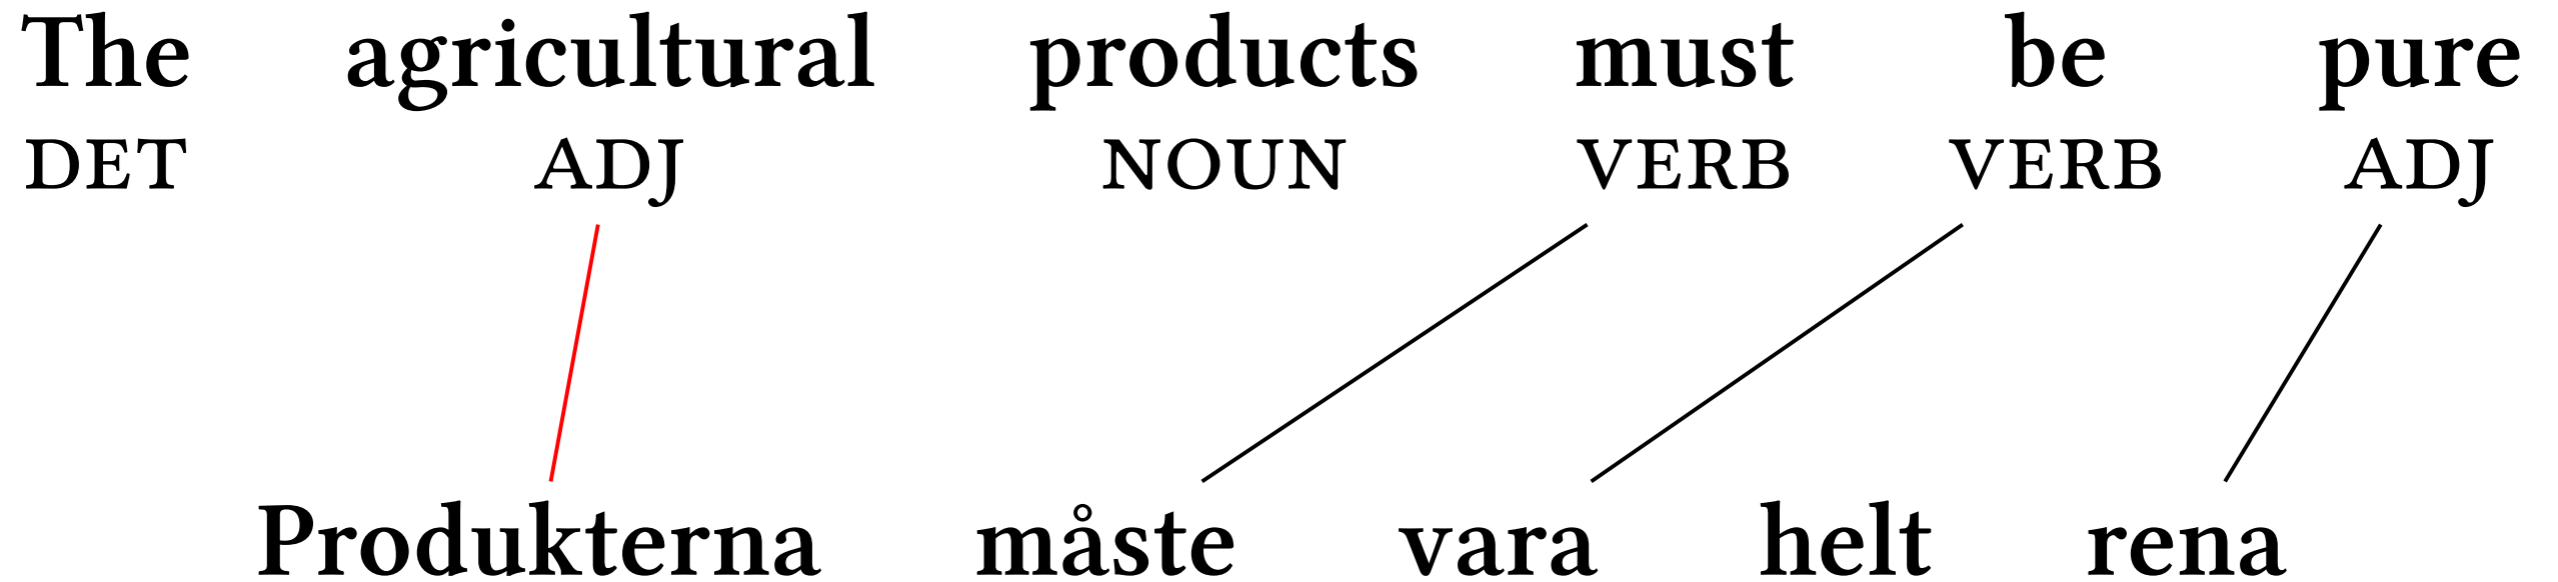 The agricultural products must be pure
DET ADJ NOUN VERB VERB ADJ
Produkterna måste vara helt rena